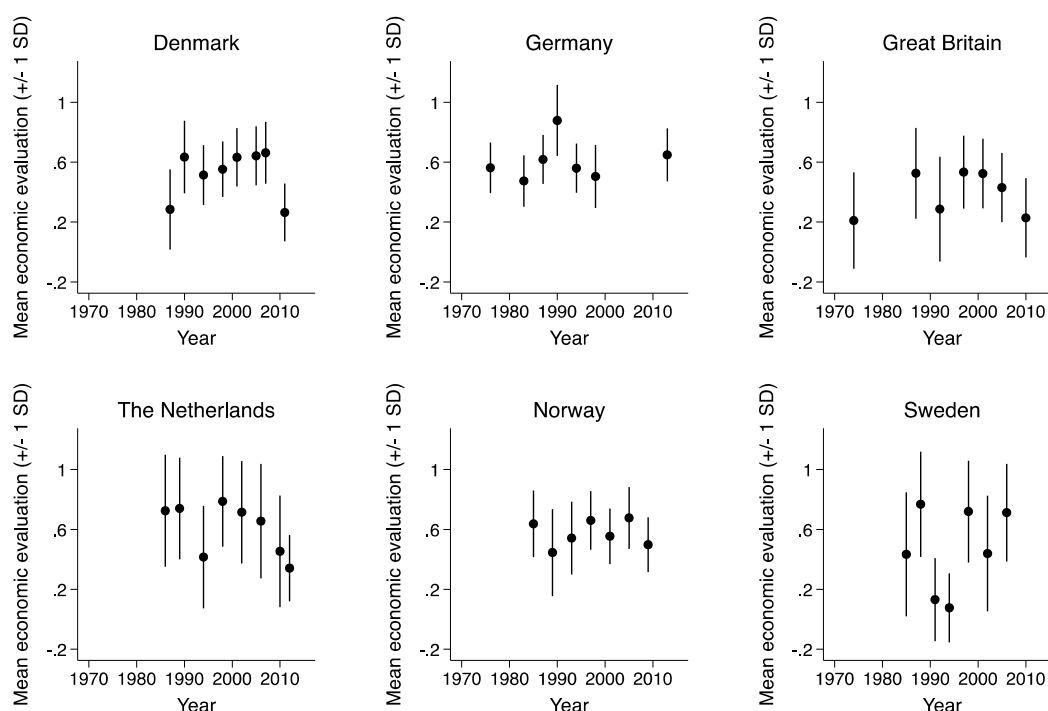 Denmark
Mean economic evaluation (+/- 1 SD)
1
.6
.2
-.2
1970 1980 1990 2000 2010
Year
Germany
Mean economic evaluation (+/- 1 SD)
1
.6
.2
-.2
1970 1980 1990 2000 2010
Year
Great Britain
Mean economic evaluation (+/- 1 SD)
1
.6
.2
-.2
1970 1980 1990 2000 2010
Year
The Netherlands
Mean economic evaluation (+/- 1 SD)
1
.6
.2
-.2
1970 1980 1990 2000 2010
Year
Norway
Mean economic evaluation (+/- 1 SD)
1
.6
.2
-.2
1970 1980 1990 2000 2010
Year
Sweden
Mean economic evaluation (+/- 1 SD)
1
.6
.2
-.2
1970 1980 1990 2000 2010
Year